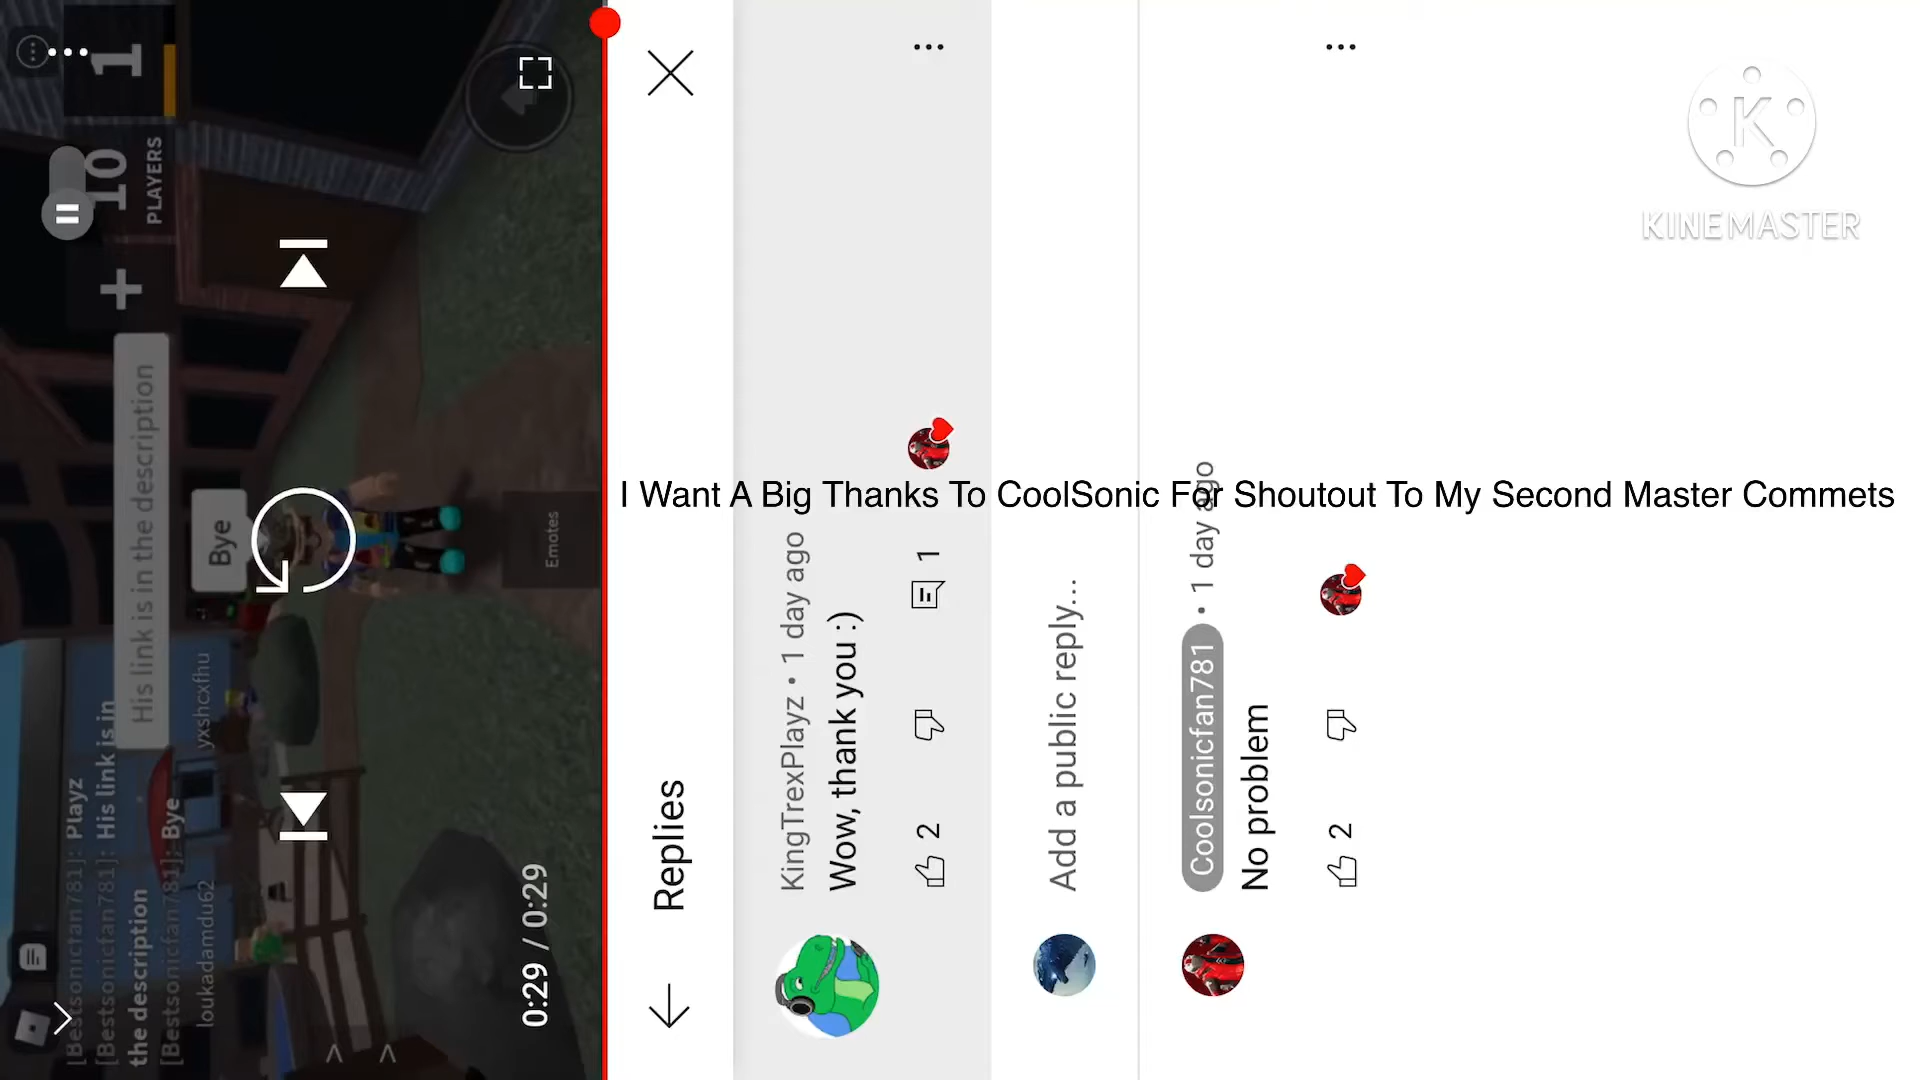 1
10
PLAYERS
His link is in the description
Bye
[Bestsonicfan781]: Playz
[Bestsonicfan781]: His link is in
the description
[Bestsonicfan781]: Bye
yxshcxfhu
loukadamdu62
Emotes
0:29 / 0:29
Replies
KingTrexPlayz • 1 day ago
Wow, thank you :)
2
1
Add a public reply...
Coolsonicfan781 • 1 day ago
No problem
2
I Want A Big Thanks To CoolSonic For Shoutout To My Second Master Commets
K
KINEMASTER